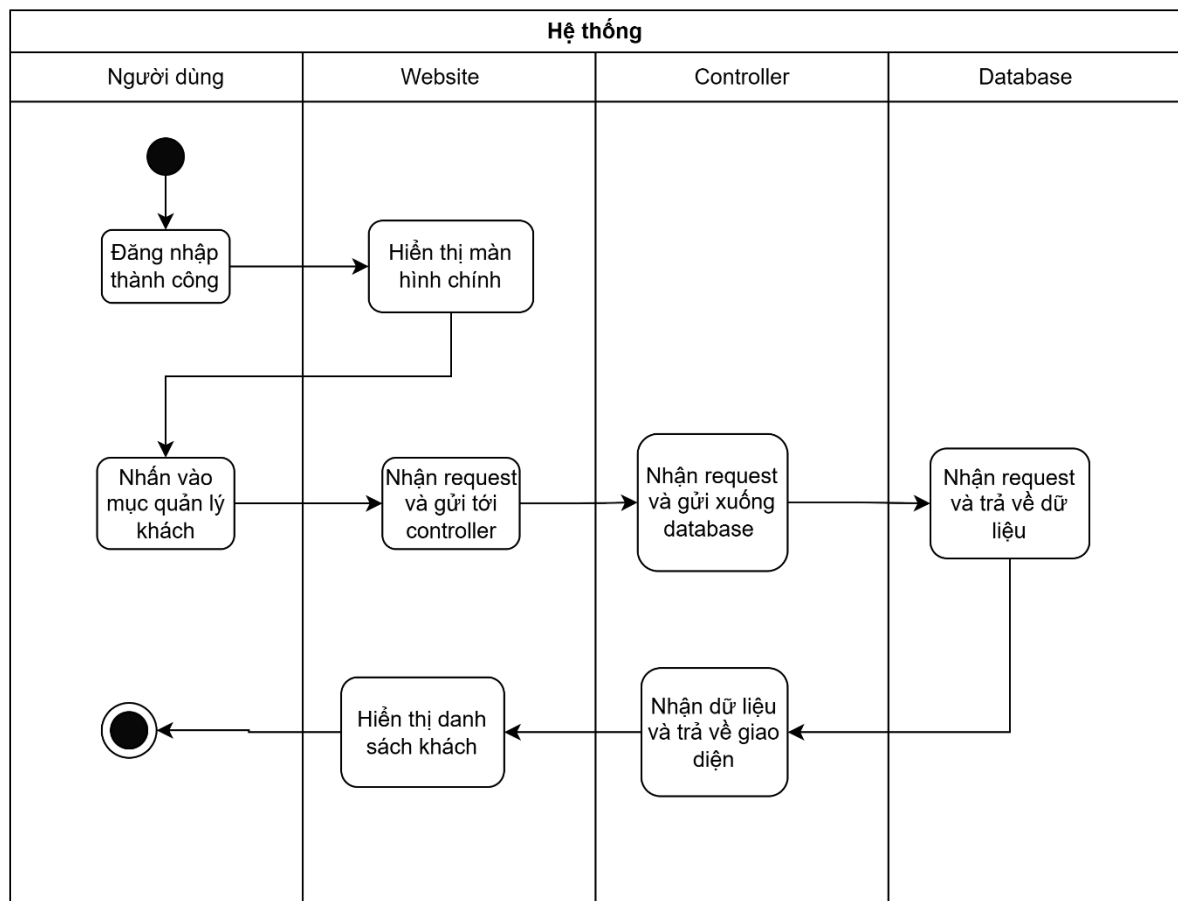 Hệ thống
Người dùng
Website
Controller
Database
Đăng nhập
thành công
Hiển thị màn
hình chính
Nhấn vào
mục quản lý
khách
Nhận request
và gửi tới
controller
Nhận request
và gửi xuống
database
Nhận request
và trả về dữ
liệu
Nhận dữ liệu
và trả về giao
diện
Hiển thị danh
sách khách